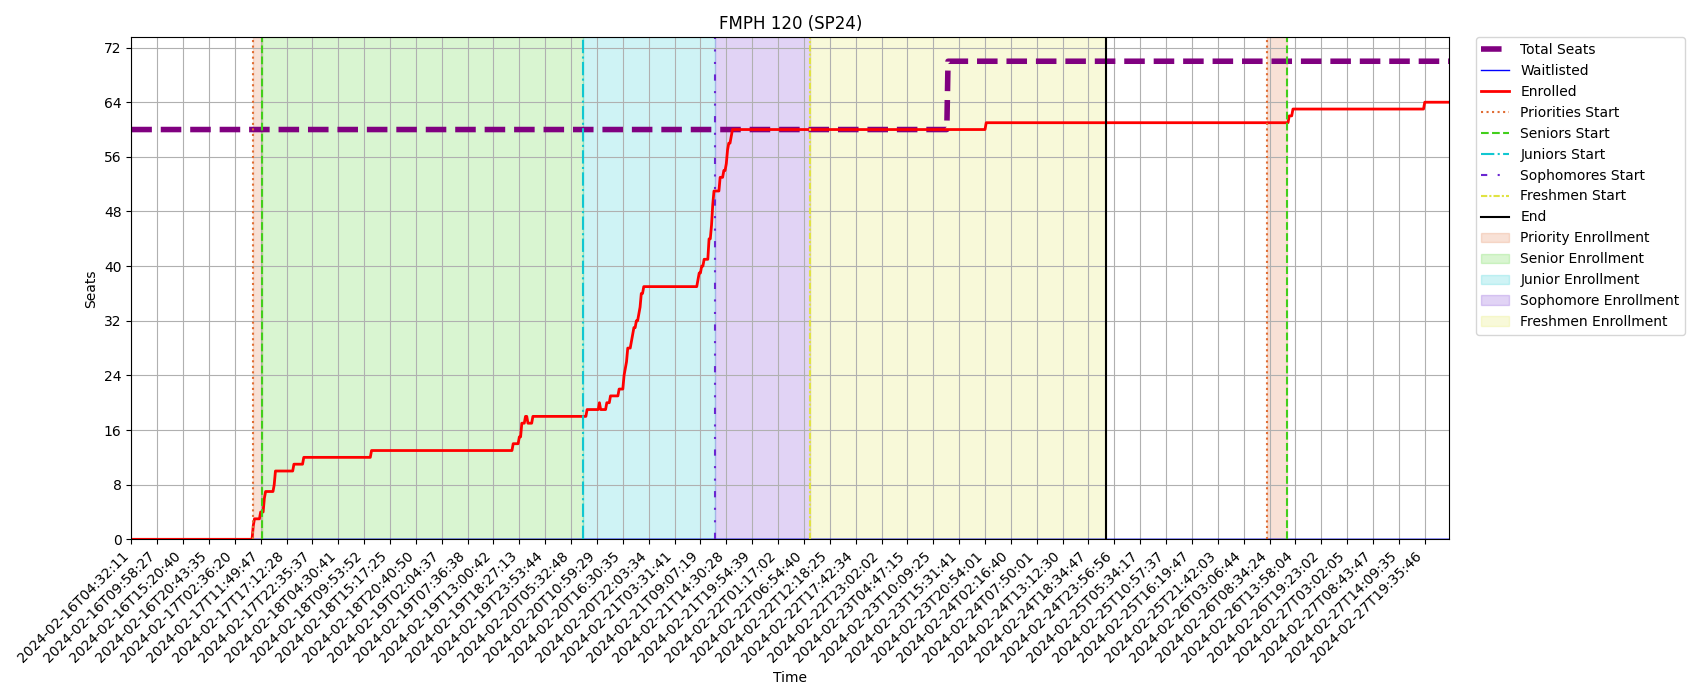 FMPH 120 (SP24)
72
64
56
48
40
32
24
16
8
0
Seats
2024-02-16T04:32:11
2024-02-16T09:58:27
2024-02-16T15:20:40
2024-02-16T20:43:35
2024-02-17T02:36:20
2024-02-17T11:49:47
2024-02-17T17:12:28
2024-02-17T22:35:37
2024-02-18T04:30:41
2024-02-18T09:53:52
2024-02-18T15:17:25
2024-02-18T20:40:50
2024-02-19T02:04:37
2024-02-19T07:36:38
2024-02-19T13:00:42
2024-02-19T18:27:13
2024-02-19T23:53:44
2024-02-20T05:32:48
2024-02-20T10:59:29
2024-02-20T16:30:35
2024-02-20T22:03:34
2024-02-21T03:31:41
2024-02-21T09:07:19
2024-02-21T14:30:28
2024-02-21T19:54:39
2024-02-22T01:17:02
2024-02-22T06:54:40
2024-02-22T12:18:25
2024-02-22T17:42:34
2024-02-22T23:02:02
2024-02-23T04:47:15
2024-02-23T10:09:25
2024-02-23T15:31:41
2024-02-23T20:54:01
2024-02-24T02:16:40
2024-02-24T07:50:01
2024-02-24T13:12:30
2024-02-24T18:34:47
2024-02-24T23:56:56
2024-02-25T05:34:17
2024-02-25T10:57:37
2024-02-25T16:19:47
2024-02-25T21:42:03
2024-02-26T03:06:44
2024-02-26T08:34:24
2024-02-26T13:58:04
2024-02-26T19:23:02
2024-02-27T03:02:05
2024-02-27T08:43:47
2024-02-27T14:09:35
2024-02-27T19:35:46
Time
Total Seats
Waitlisted
Enrolled
Priorities Start
Seniors Start
Juniors Start
Sophomores Start
Freshmen Start
End
Priority Enrollment
Senior Enrollment
Junior Enrollment
Sophomore Enrollment
Freshmen Enrollment